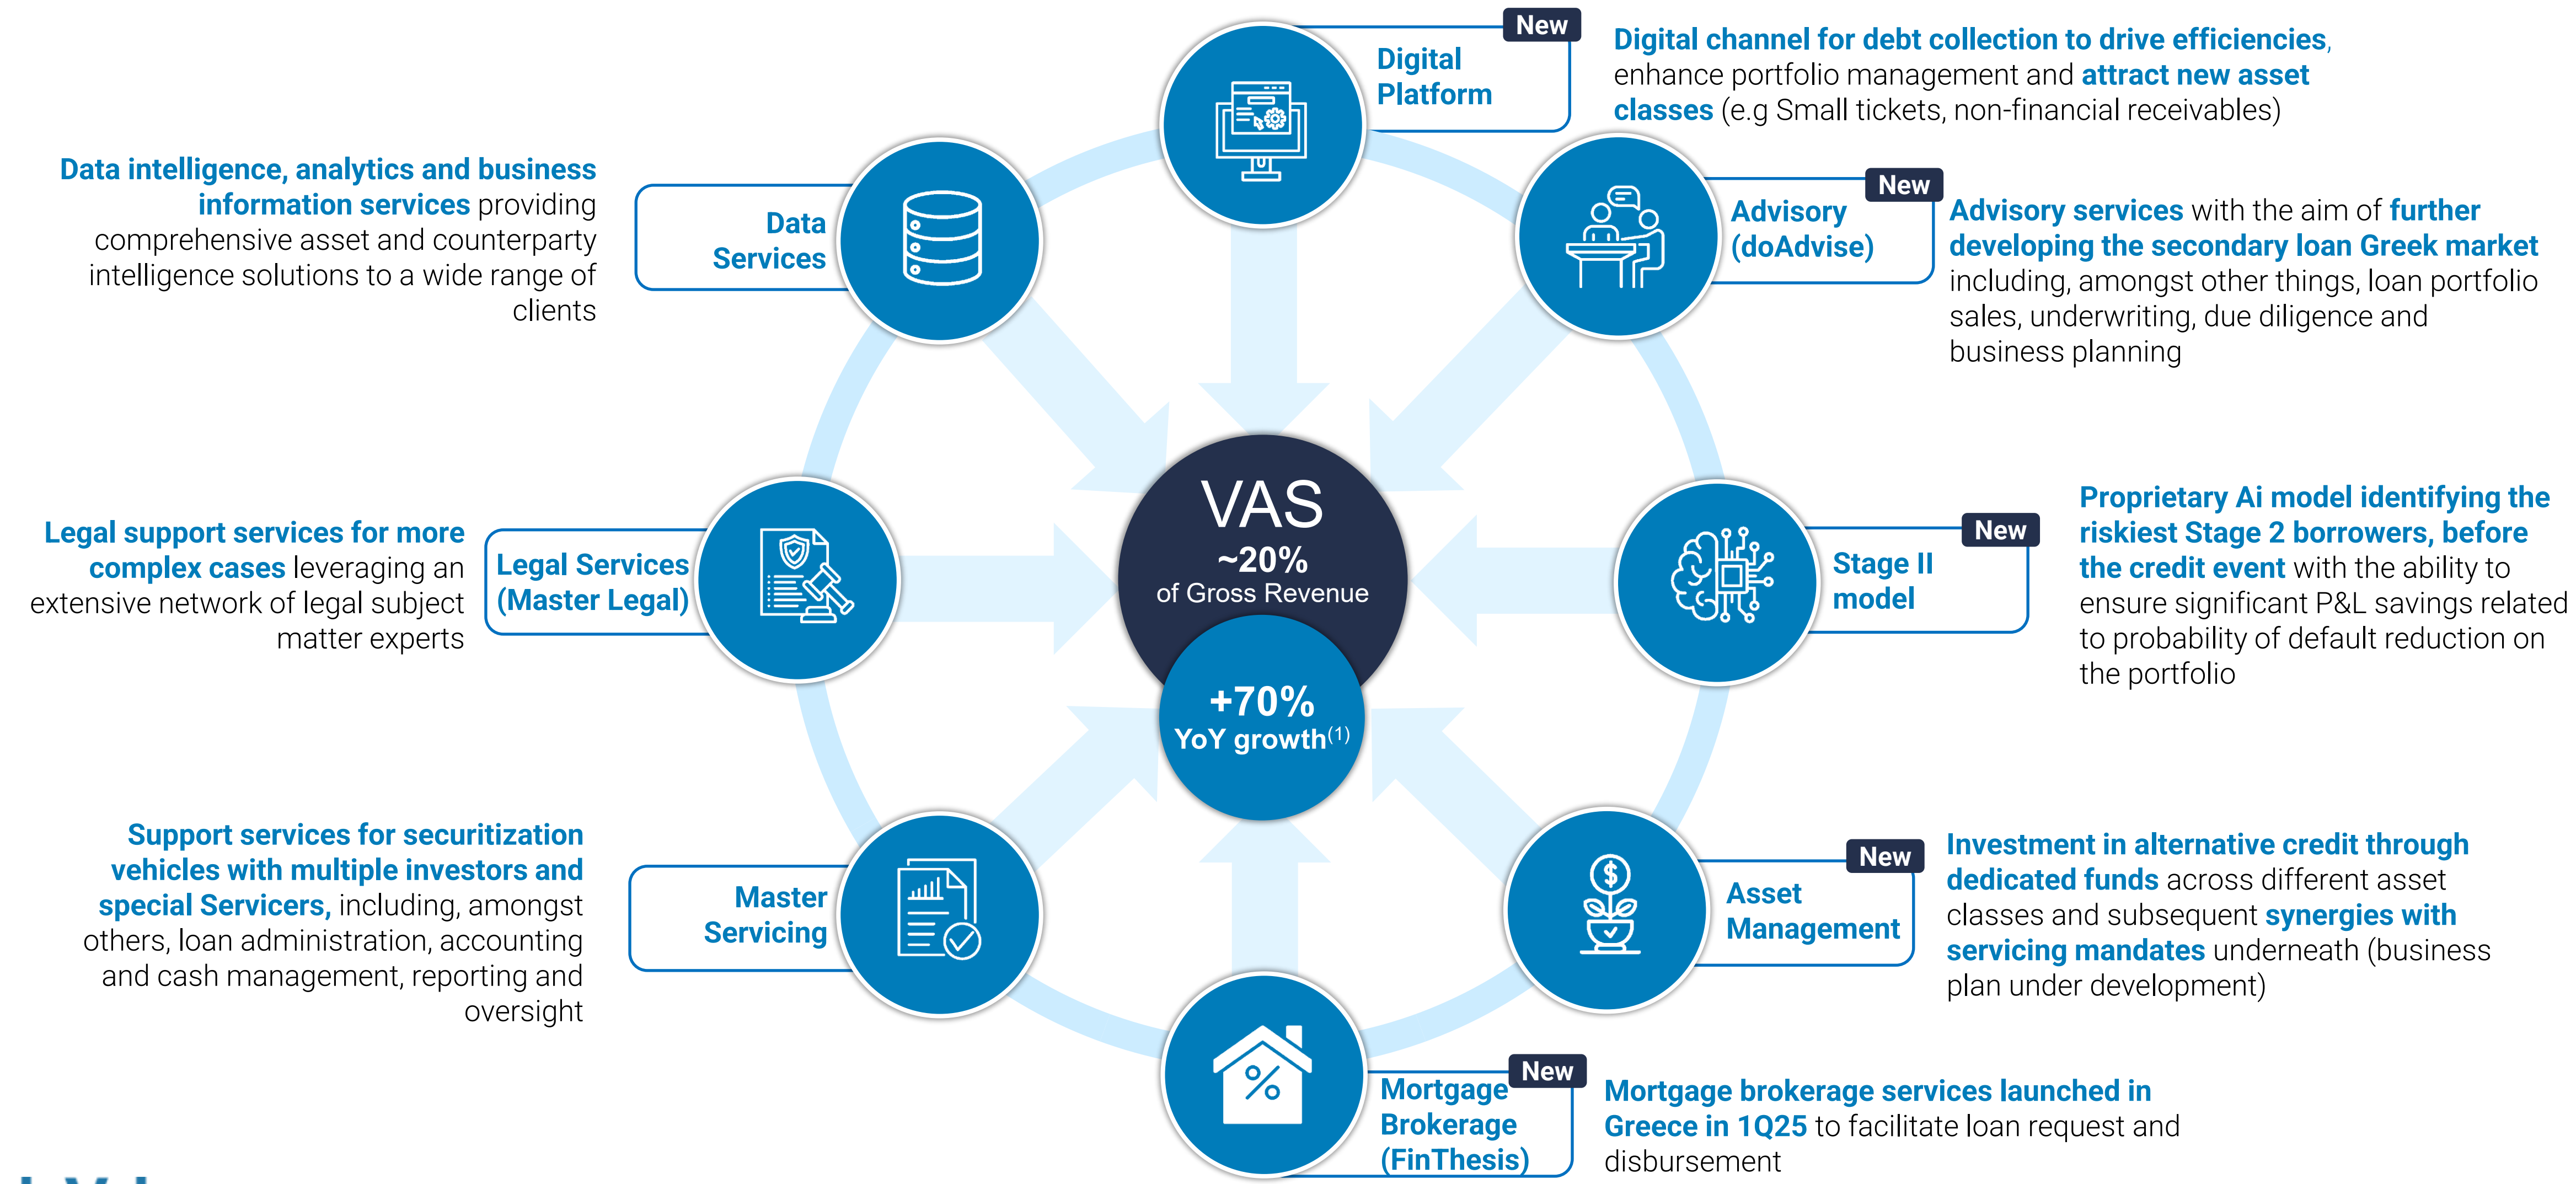 New
Digital
Platform
Digital channel for debt collection to drive efficiencies,
enhance portfolio management and attract new asset
classes (e.g Small tickets, non-financial receivables)
New
Advisory
(doAdvise)
Advisory services with the aim of further
developing the secondary loan Greek market
including, amongst other things, loan portfolio
sales, underwriting, due diligence and
business planning
New
Stage II
model
Proprietary Ai model identifying the
riskiest Stage 2 borrowers, before
the credit event with the ability to
ensure significant P&L savings related
to probability of default reduction on
the portfolio
New
Asset
Management
Investment in alternative credit through
dedicated funds across different asset
classes and subsequent synergies with
servicing mandates underneath (business
plan under development)
New
Mortgage
Brokerage
(FinThesis)
Mortgage brokerage services launched in
Greece in 1Q25 to facilitate loan request and
disbursement
Master
Servicing
Support services for securitization
vehicles with multiple investors and
special Servicers, including, amongst
others, loan administration, accounting
and cash management, reporting and
oversight
Legal Services
(Master Legal)
Legal support services for more
complex cases leveraging an
extensive network of legal subject
matter experts
Data
Services
Data intelligence, analytics and business
information services providing
comprehensive asset and counterparty
intelligence solutions to a wide range of
clients
VAS
~20%
of Gross Revenue
+70%
YoY growth(1)